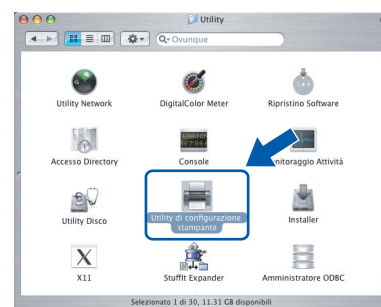 Utility
Ovunque
Utility Network
DigitalColor Meter
Ripristino Software
Accesso Directory
Console
onitoraggio Attività
Utility Disco
Utility di configurazione
stampante
Installer
X11
StuffIt Expander
Amministratore ODBC
Selezionato 1 di 30, 11.31 GB disponibili